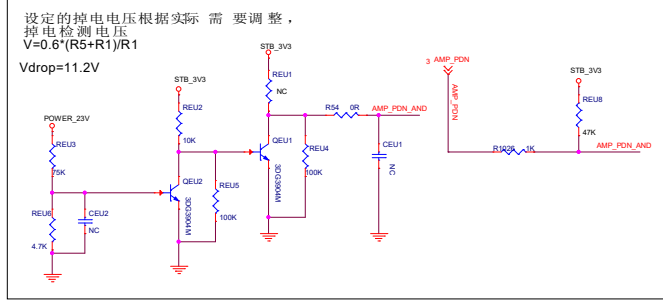 设定的掉电电压根据实际 需 要调整，
掉电检测电压
V=0.6*(R5+R1)/R1
Vdrop=11.2V
STB_3V3
REU1
NC
STB_3V3
REU2
10K
POWER_23V
REU3
75K
REU6
4.7K
CEU2
NC
QEU2
3DG3904M
REU5
100K
QEU1
3DG3904M
REU4
100K
R54 0R
AMP_PDN_AND
CEU1
NC
3 AMP_PDN
AMP_PDN
R1026 1K
STB_3V3
REU8
47K
AMP_PDN_AND